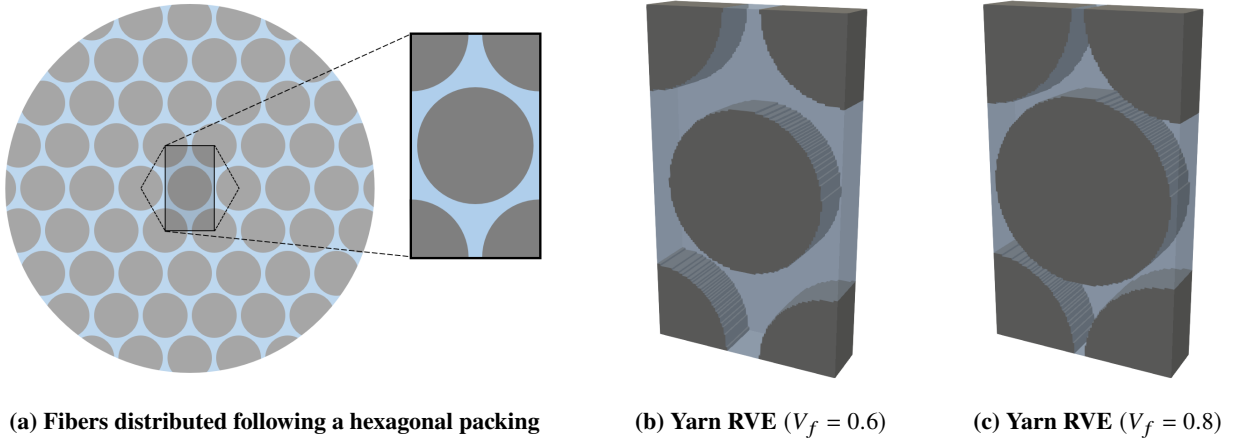 (a) Fibers distributed following a hexagonal packing
(b) Yarn RVE (V_f = 0.6)
(c) Yarn RVE (V_f = 0.8)